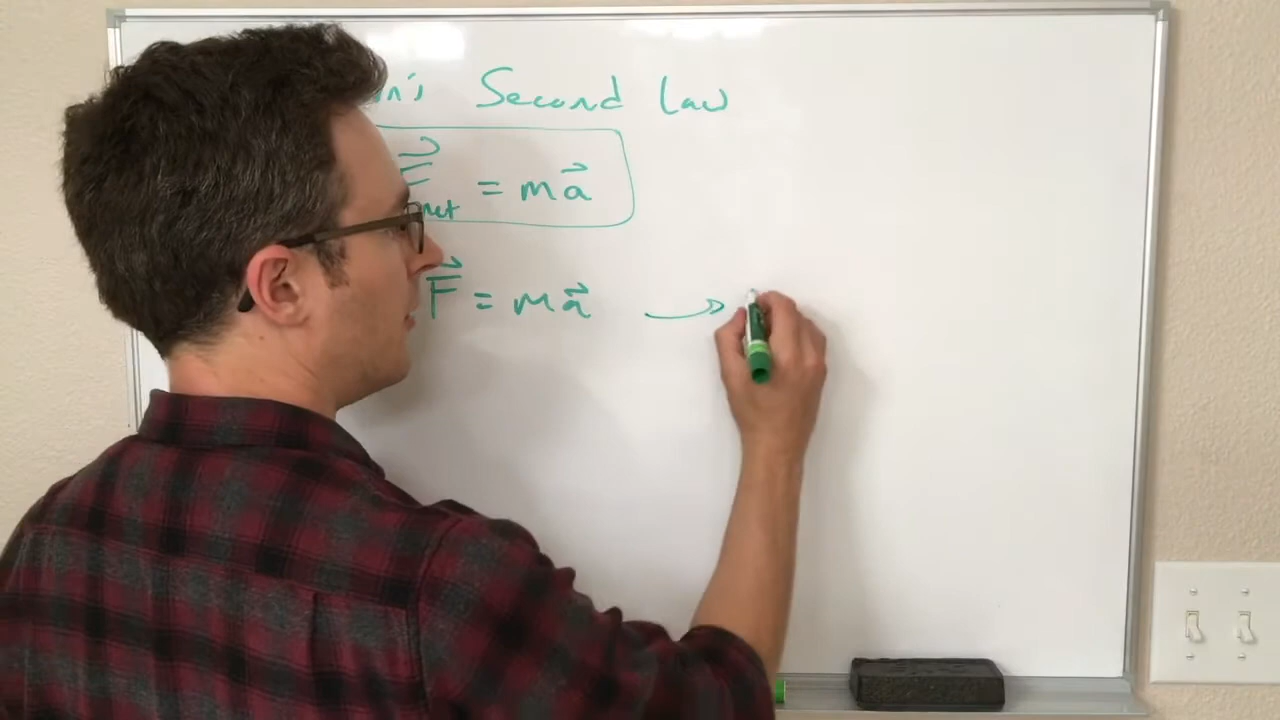 Second Law
F⃗net = ma⃗
F⃗ = ma⃗